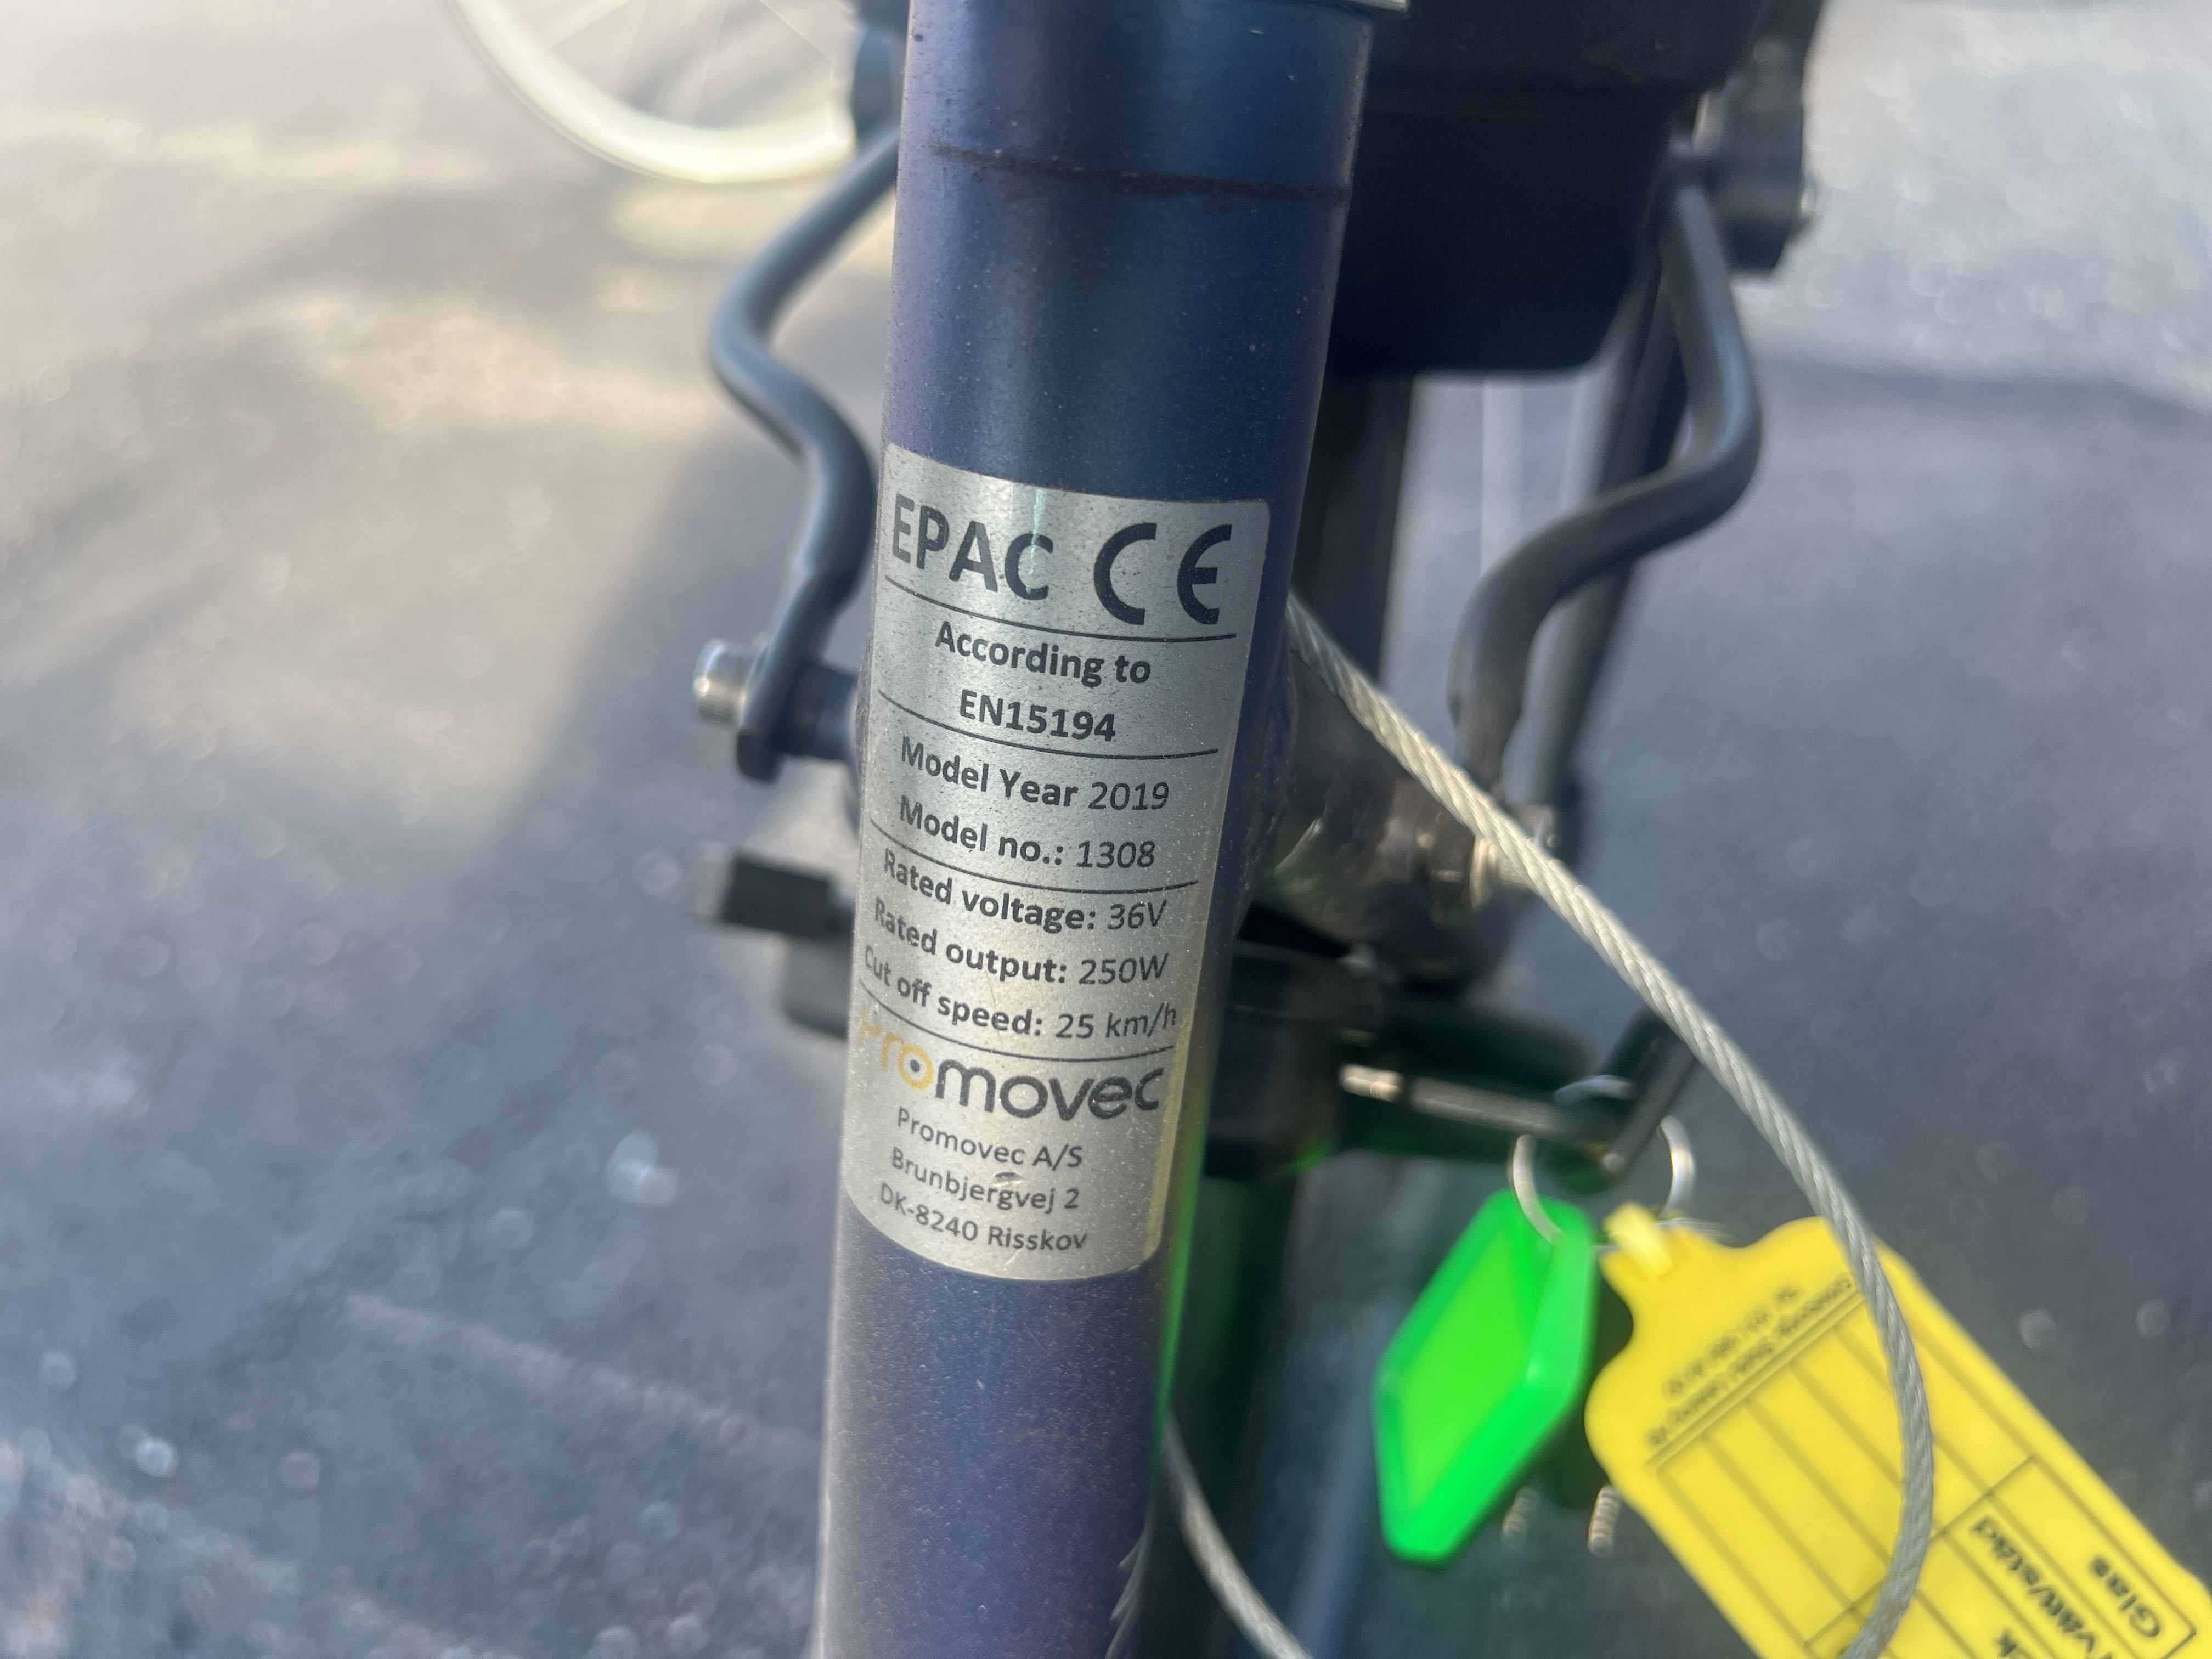 EPAC CE
According to
EN15194
Model Year 2019
Model no.: 1308
Rated voltage: 36V
Rated output: 250W
Cut off speed: 25 km/h
Promovec
Promovec A/S
Brunbjergvej 2
DK-8240 Risskov
Glas